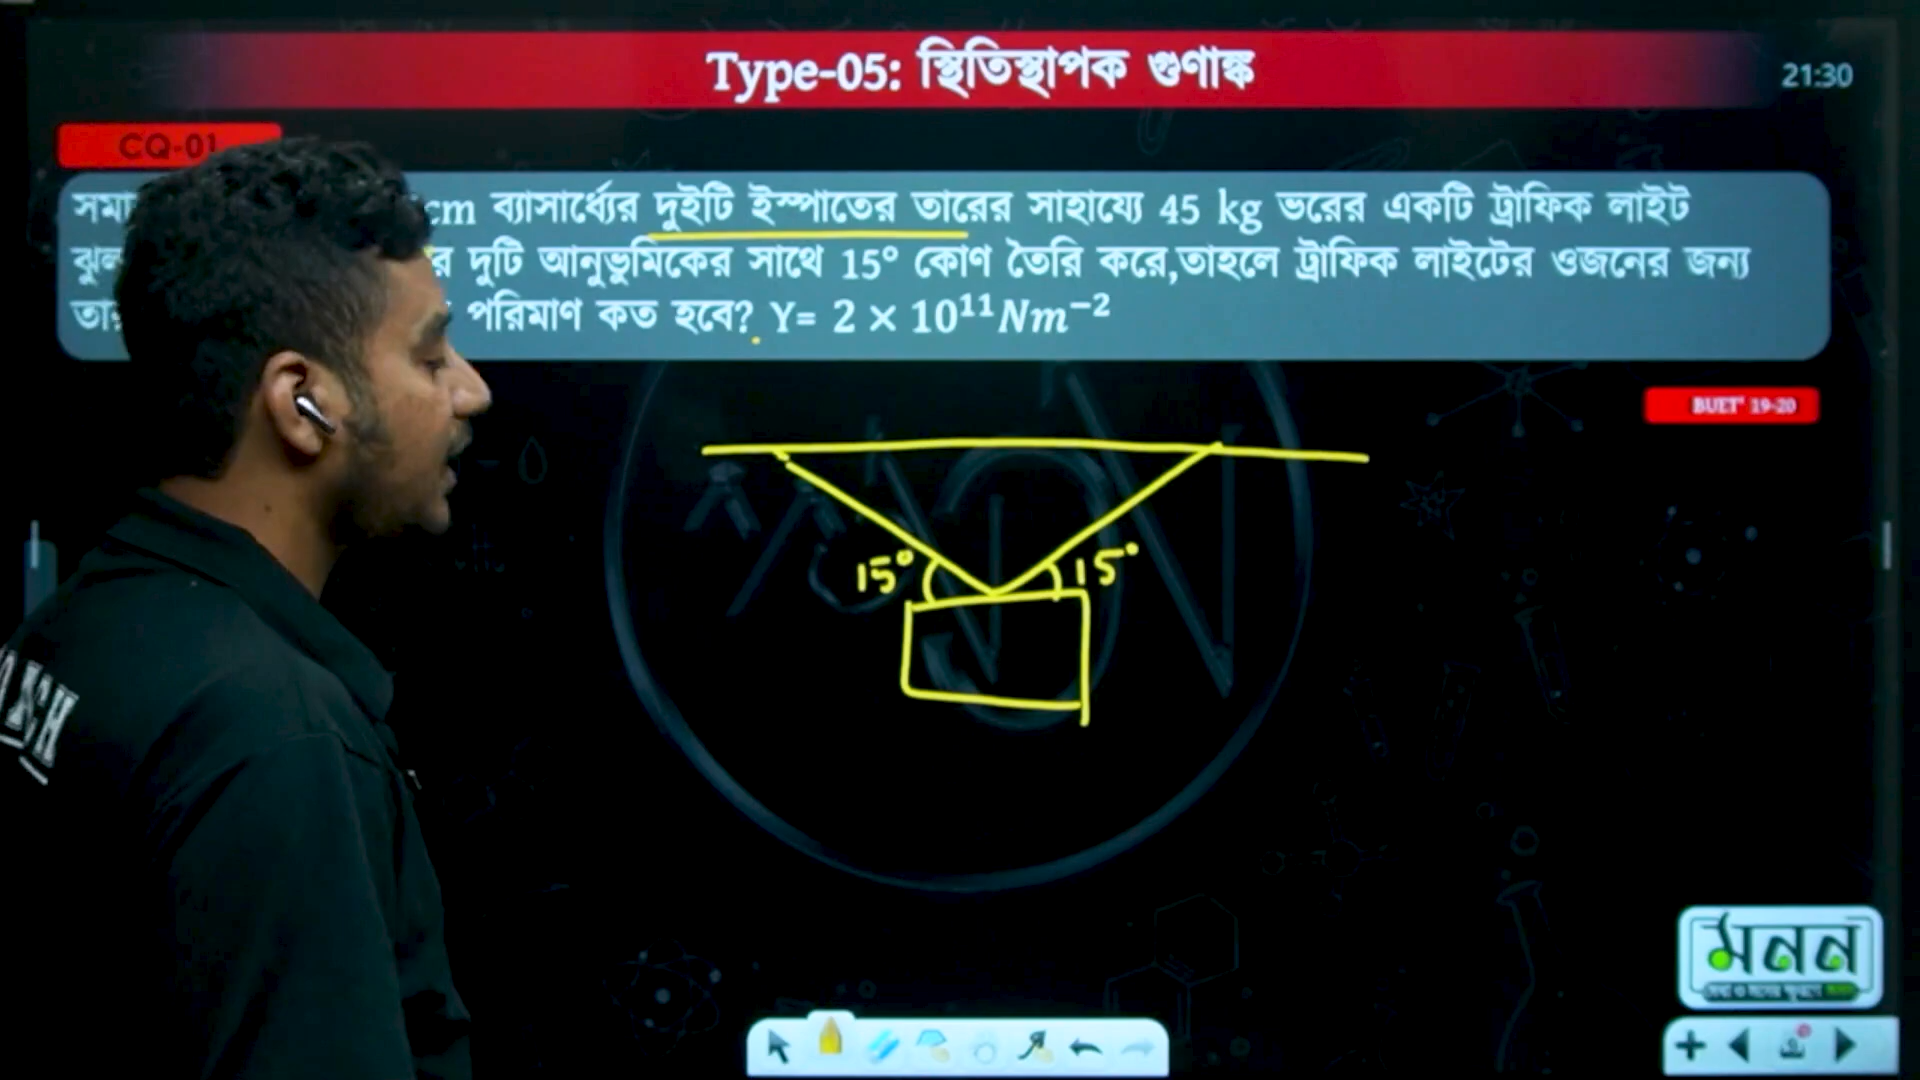 Type-05: স্থিতিস্থাপক গুণাঙ্ক
21:30
CQ-01
cm ব্যাসার্ধ্যের দুইটি ইস্পাতের তারের সাহায্যে 45 kg ভরের একটি ট্রাফিক লাইট
দুটি আনুভুমিকের সাথে 15° কোণ তৈরি করে,তাহলে ট্রাফিক লাইটের ওজনের জন্য
পরিমাণ কত হবে? Y= 2 × 10¹¹Nm⁻²
BUET' 19-20
15° 15°
মনন